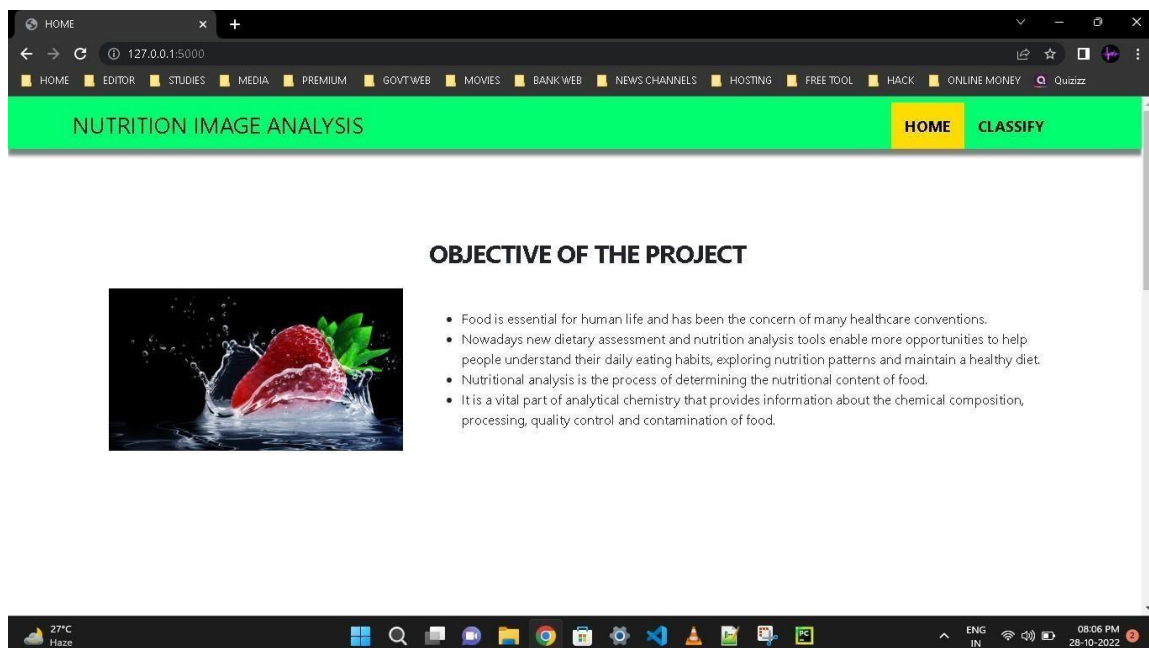 HOME
127.0.0.1:5000
HOME EDITOR STUDIES MEDIA PREMIUM GOVT WEB MOVIES BANK WEB NEWS CHANNELS HOSTING FREE TOOL HACK ONLINE MONEY Quizizz
NUTRITION IMAGE ANALYSIS HOME CLASSIFY
OBJECTIVE OF THE PROJECT
• Food is essential for human life and has been the concern of many healthcare conventions.
• Nowadays new dietary assessment and nutrition analysis tools enable more opportunities to help
people understand their daily eating habits, exploring nutrition patterns and maintain a healthy diet.
• Nutritional analysis is the process of determining the nutritional content of food.
• It is a vital part of analytical chemistry that provides information about the chemical composition,
processing, quality control and contamination of food.
27°C
Haze
PC
ENG
IN
08:06 PM
28-10-2022
2